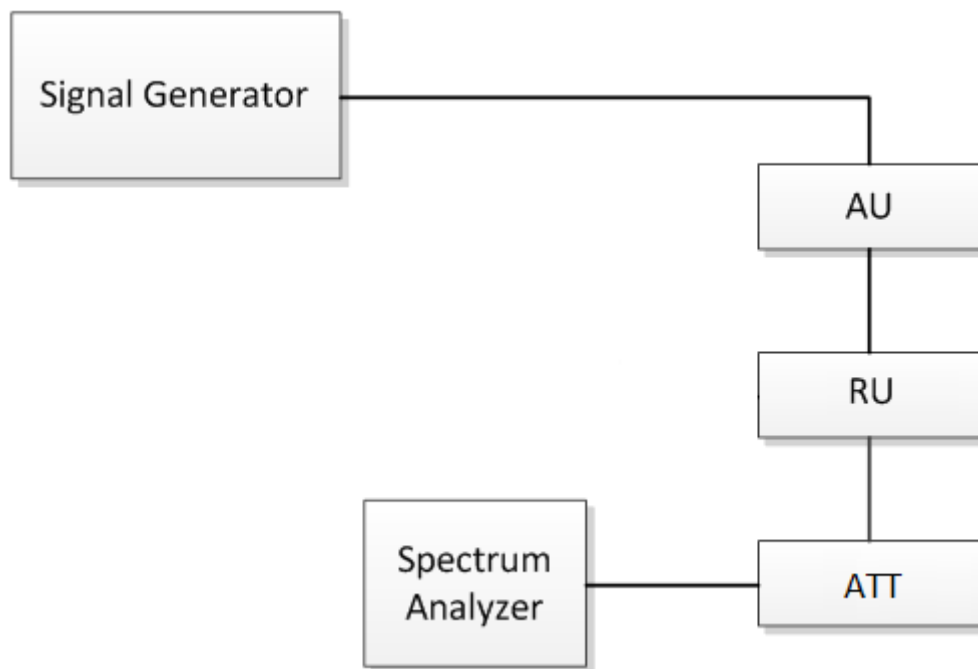 Signal Generator
AU
RU
ATT
Spectrum
Analyzer